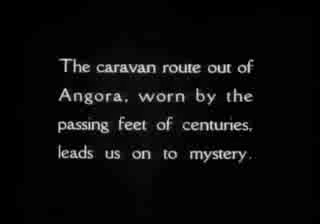 The caravan route out of
Angora, worn by the
passing feet of centuries,
leads us on to mystery.